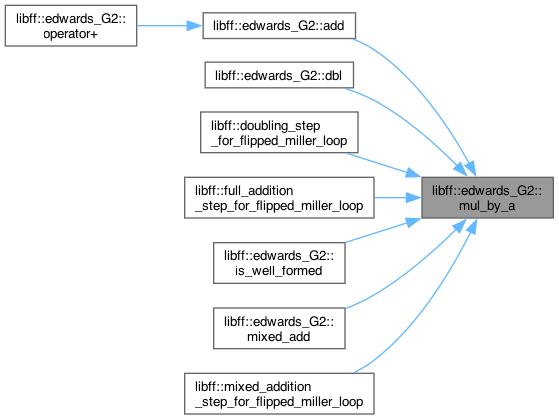 libff::edwards_G2::
operator+
libff::edwards_G2::add
libff::edwards_G2::dbl
libff::doubling_step
_for_flipped_miller_loop
libff::full_addition
_step_for_flipped_miller_loop
libff::edwards_G2::
is_well_formed
libff::edwards_G2::
mixed_add
libff::mixed_addition
_step_for_flipped_miller_loop
libff::edwards_G2::
mul_by_a